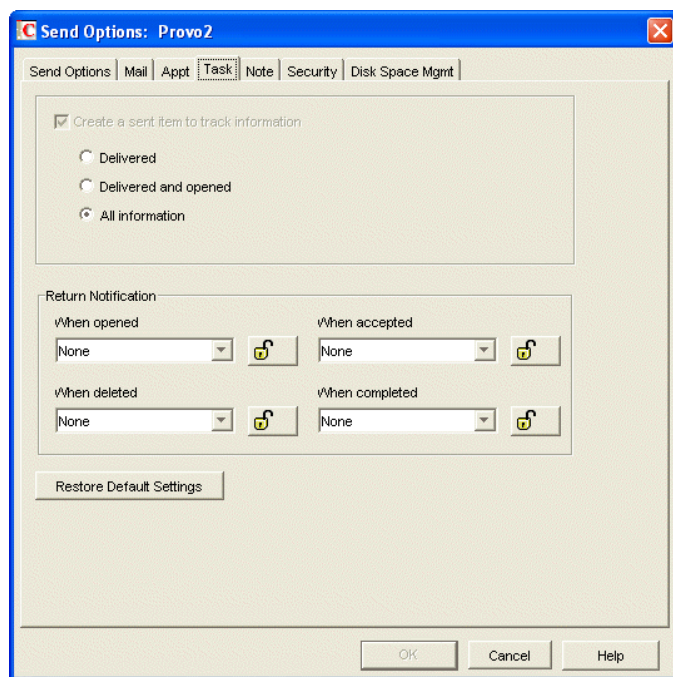 Send Options: Provo2
Send Options Mail Appt Task Note Security Disk Space Mgmt
Create a sent item to track information
Delivered
Delivered and opened
All information
Return Notification
When opened When accepted
None None
When deleted When completed
None None
Restore Default Settings
OK Cancel Help